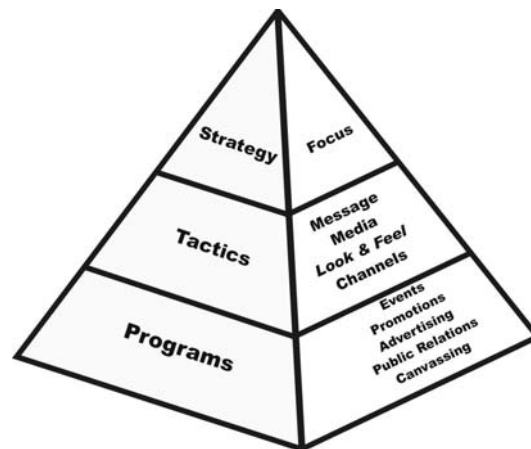 Strategy
Focus
Tactics
Message
Media
Look & Feel
Channels
Programs
Events
Promotions
Advertising
Public Relations
Canvassing